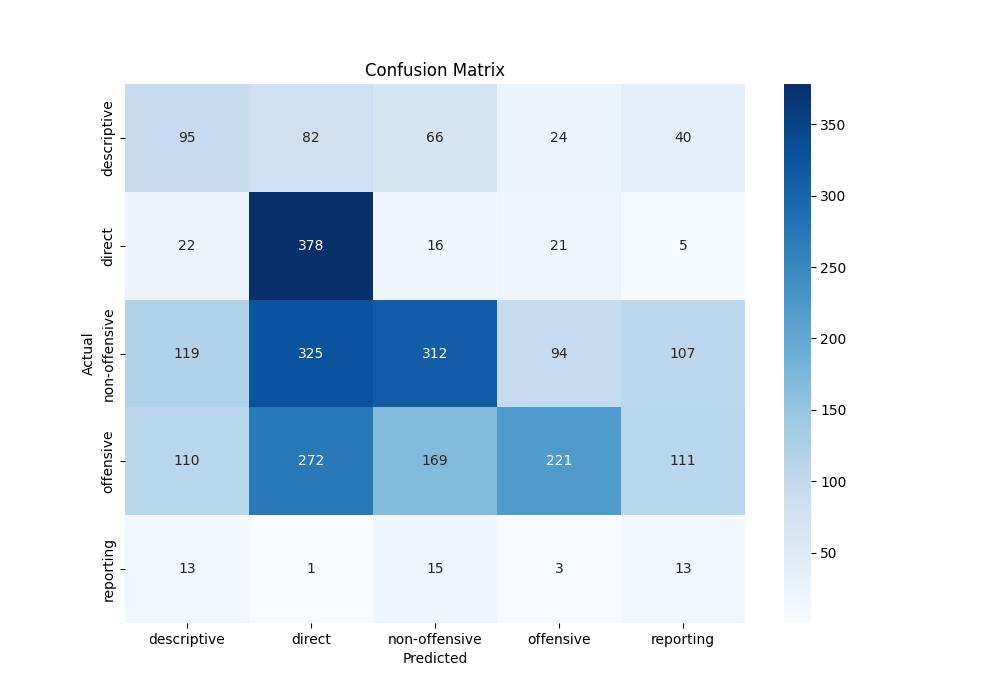 Confusion Matrix
Actual
descriptive
95 82 66 24 40
direct
22 378 16 21 5
non-offensive
119 325 312 94 107
offensive
110 272 169 221 111
reporting
13 1 15 3 13
descriptive direct non-offensive offensive reporting
Predicted
350
300
250
200
150
100
50